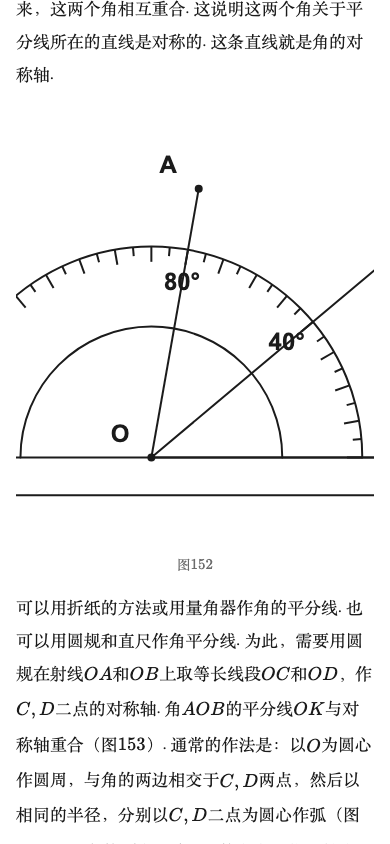 来，这两个角相互重合. 这说明这两个角关于平
分线所在的直线是对称的. 这条直线就是角的对
称轴.
A
80°
40°
O
图152
可以用折纸的方法或用量角器作角的平分线. 也
可以用圆规和直尺作角平分线. 为此，需要用圆
规在射线OA和OB上取等长线段OC和OD，作
C, D二点的对称轴. 角AOB的平分线OK与对
称轴重合（图153）. 通常的作法是：以O为圆心
作圆周，与角的两边相交于C, D两点，然后以
相同的半径，分别以C, D二点为圆心作弧（图